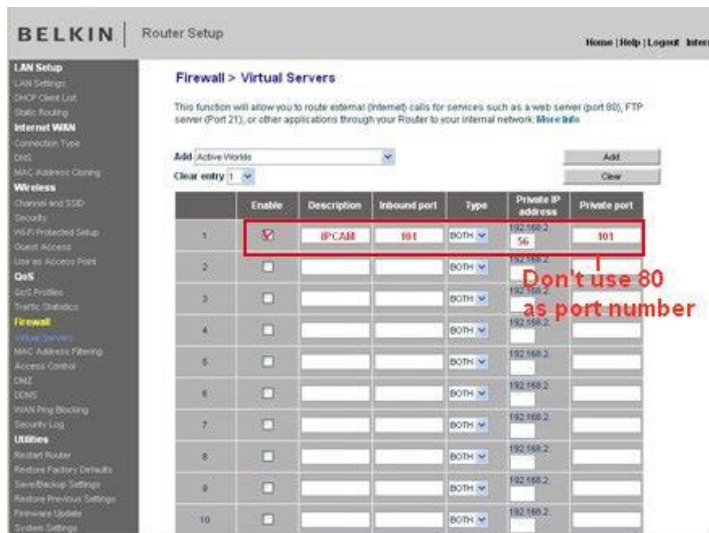 BELKIN
Router Setup
Home | Help | Logout Inter
LAN Setup
LAN Settings
DHCP Client List
Static Routing
Internet WAN
Connection Type
DNS
MAC Address Cloning
Wireless
Channel and SSID
Security
Wi-Fi Protected Setup
Guest Access
Use as Access Point
QoS
QoS Profiles
Traffic Statistics
Firewall
Virtual Servers
MAC Address Filtering
Access Control
DMZ
DDNS
WAN Ping Blocking
Security Log
Utilities
Restart Router
Restore Factory Defaults
Save/Backup Settings
Restore Previous Settings
Firmware Update
System Settings
Firewall > Virtual Servers
This function will allow you to route external (Internet) calls for services such as a web server (port 80), FTP
server (Port 21), or other applications through your Router to your internal network. More Info
Add Active Worlds Add
Clear entry 1 Clear
Enable Description Inbound port Type Private IP address Private port
1 IPCAM 101 BOTH 192.168.2. 56 101
2 BOTH 192.168.2.
Don't use 80
as port number
3 BOTH 192.168.2.
4 BOTH 192.168.2.
5 BOTH 192.168.2.
6 BOTH 192.168.2.
7 BOTH 192.168.2.
8 BOTH 192.168.2.
9 BOTH 192.168.2.
10 BOTH 192.168.2.